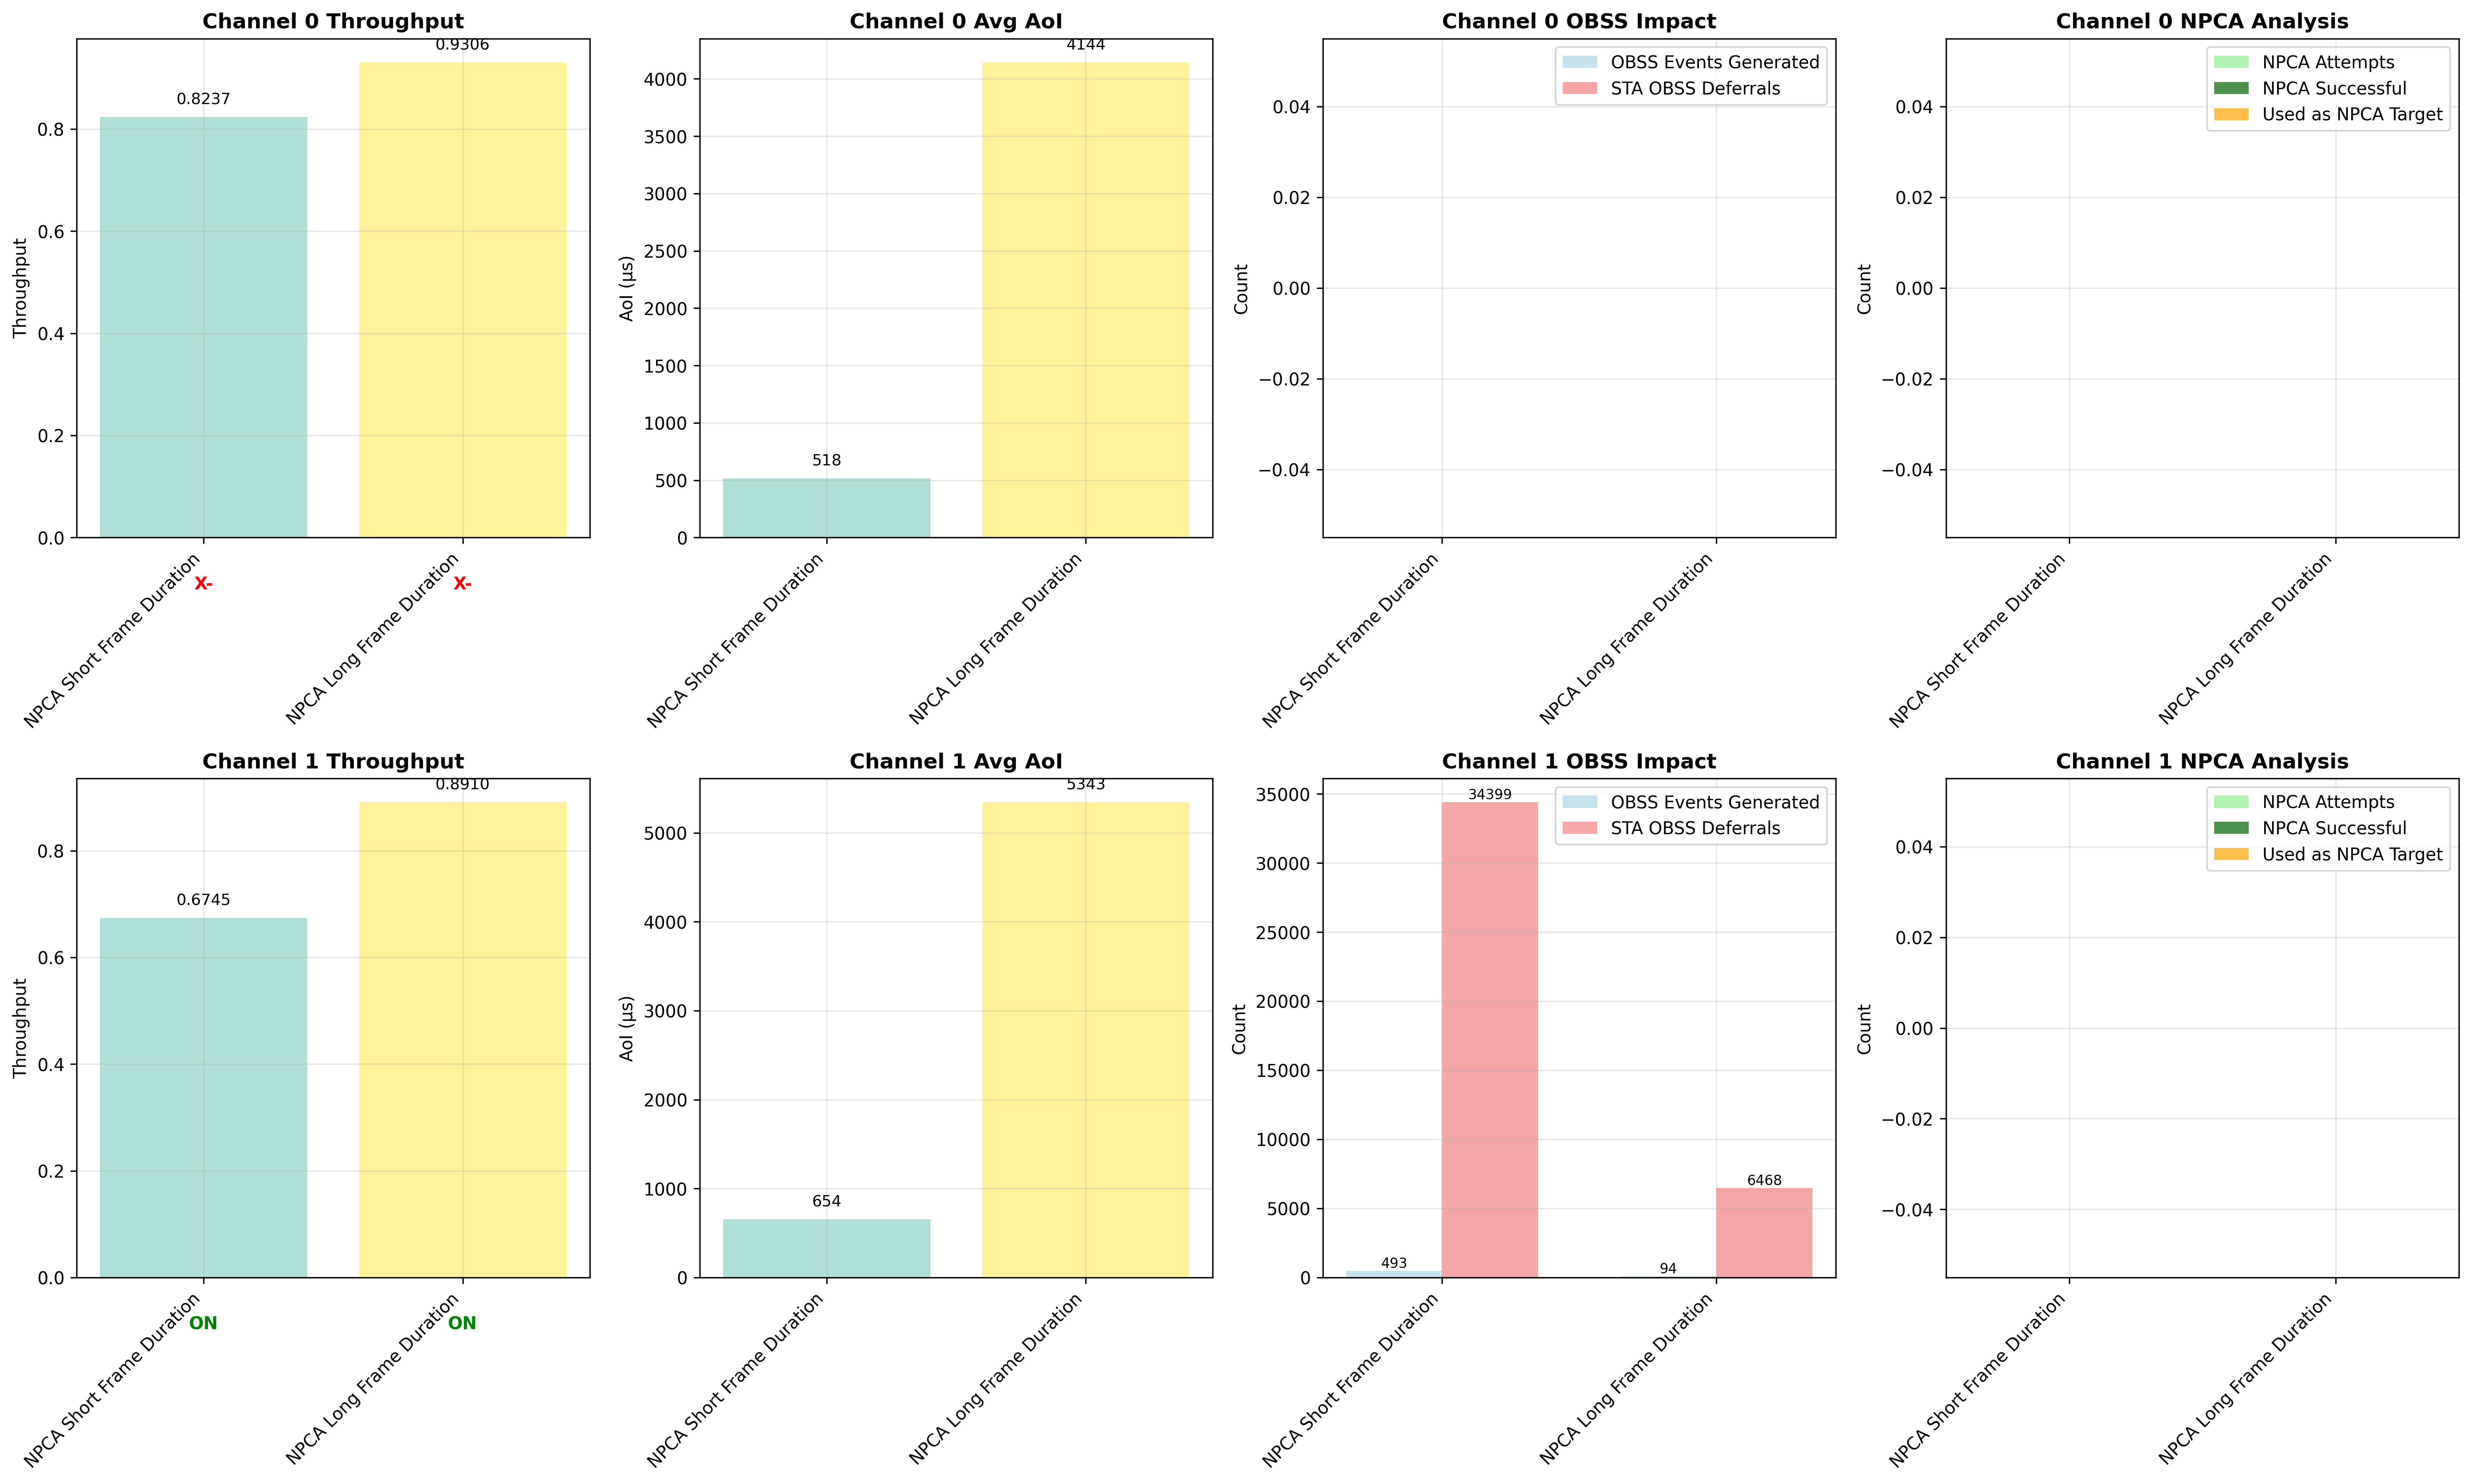 Channel 0 Throughput
Throughput
0.8
0.6
0.4
0.2
0.0
0.8237
0.9306
NPCA Short Frame Duration
NPCA Long Frame Duration
X-
X-
Channel 0 Avg AoI
AoI (μs)
4000
3500
3000
2500
2000
1500
1000
500
0
518
4144
NPCA Short Frame Duration
NPCA Long Frame Duration
Channel 0 OBSS Impact
Count
0.04
0.02
0.00
−0.02
−0.04
OBSS Events Generated
STA OBSS Deferrals
NPCA Short Frame Duration
NPCA Long Frame Duration
Channel 0 NPCA Analysis
Count
0.04
0.02
0.00
−0.02
−0.04
NPCA Attempts
NPCA Successful
Used as NPCA Target
NPCA Short Frame Duration
NPCA Long Frame Duration
Channel 1 Throughput
Throughput
0.8
0.6
0.4
0.2
0.0
0.6745
0.8910
NPCA Short Frame Duration
NPCA Long Frame Duration
ON
ON
Channel 1 Avg AoI
AoI (μs)
5000
4000
3000
2000
1000
0
654
5343
NPCA Short Frame Duration
NPCA Long Frame Duration
Channel 1 OBSS Impact
Count
35000
30000
25000
20000
15000
10000
5000
0
OBSS Events Generated
STA OBSS Deferrals
493
34399
94
6468
NPCA Short Frame Duration
NPCA Long Frame Duration
Channel 1 NPCA Analysis
Count
0.04
0.02
0.00
−0.02
−0.04
NPCA Attempts
NPCA Successful
Used as NPCA Target
NPCA Short Frame Duration
NPCA Long Frame Duration